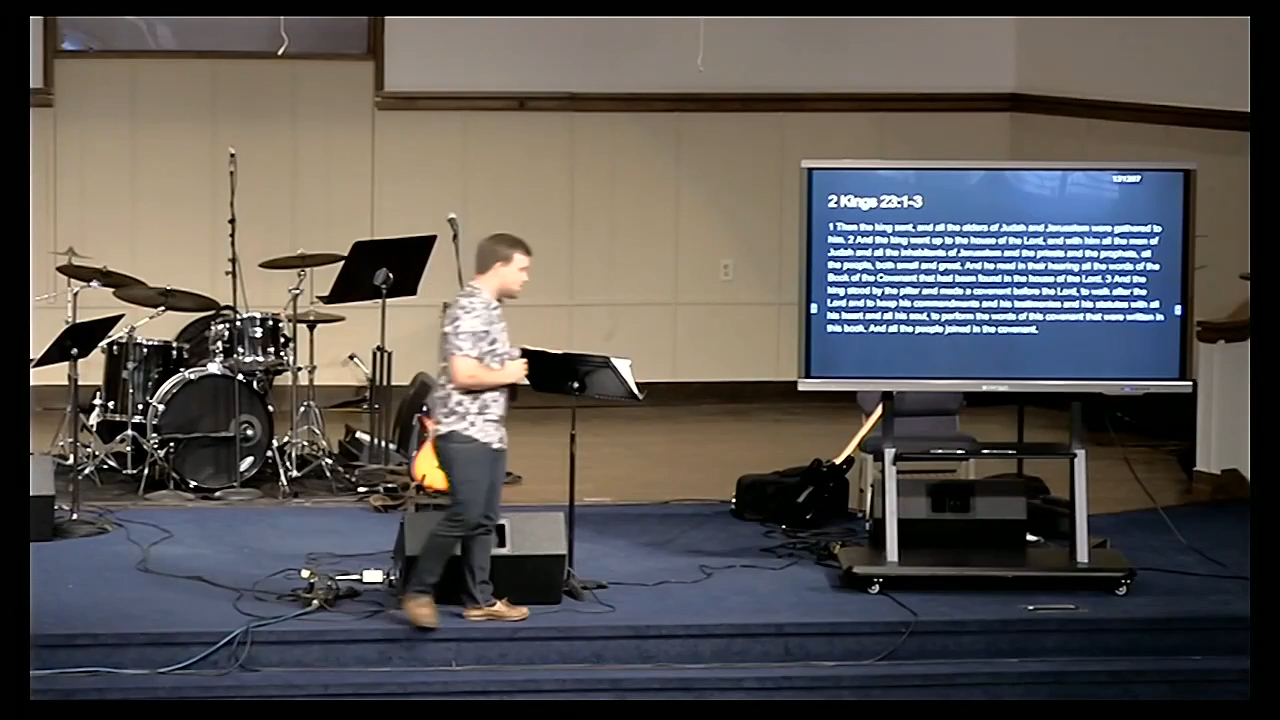 2 Kings 23:1-3
1 Then the king sent, and all the elders of Judah and Jerusalem were gathered to
him. 2 And the king went up to the house of the Lord, and with him all the men of
Judah and all the inhabitants of Jerusalem and the priests and the prophets, all
the people, both small and great. And he read in their hearing all the words of the
Book of the Covenant that had been found in the house of the Lord. 3 And the
king stood by the pillar and made a covenant before the Lord, to walk after the
Lord and to keep his commandments and his testimonies and his statutes with all
his heart and all his soul, to perform the words of this covenant that were written in
this book. And all the people joined in the covenant.